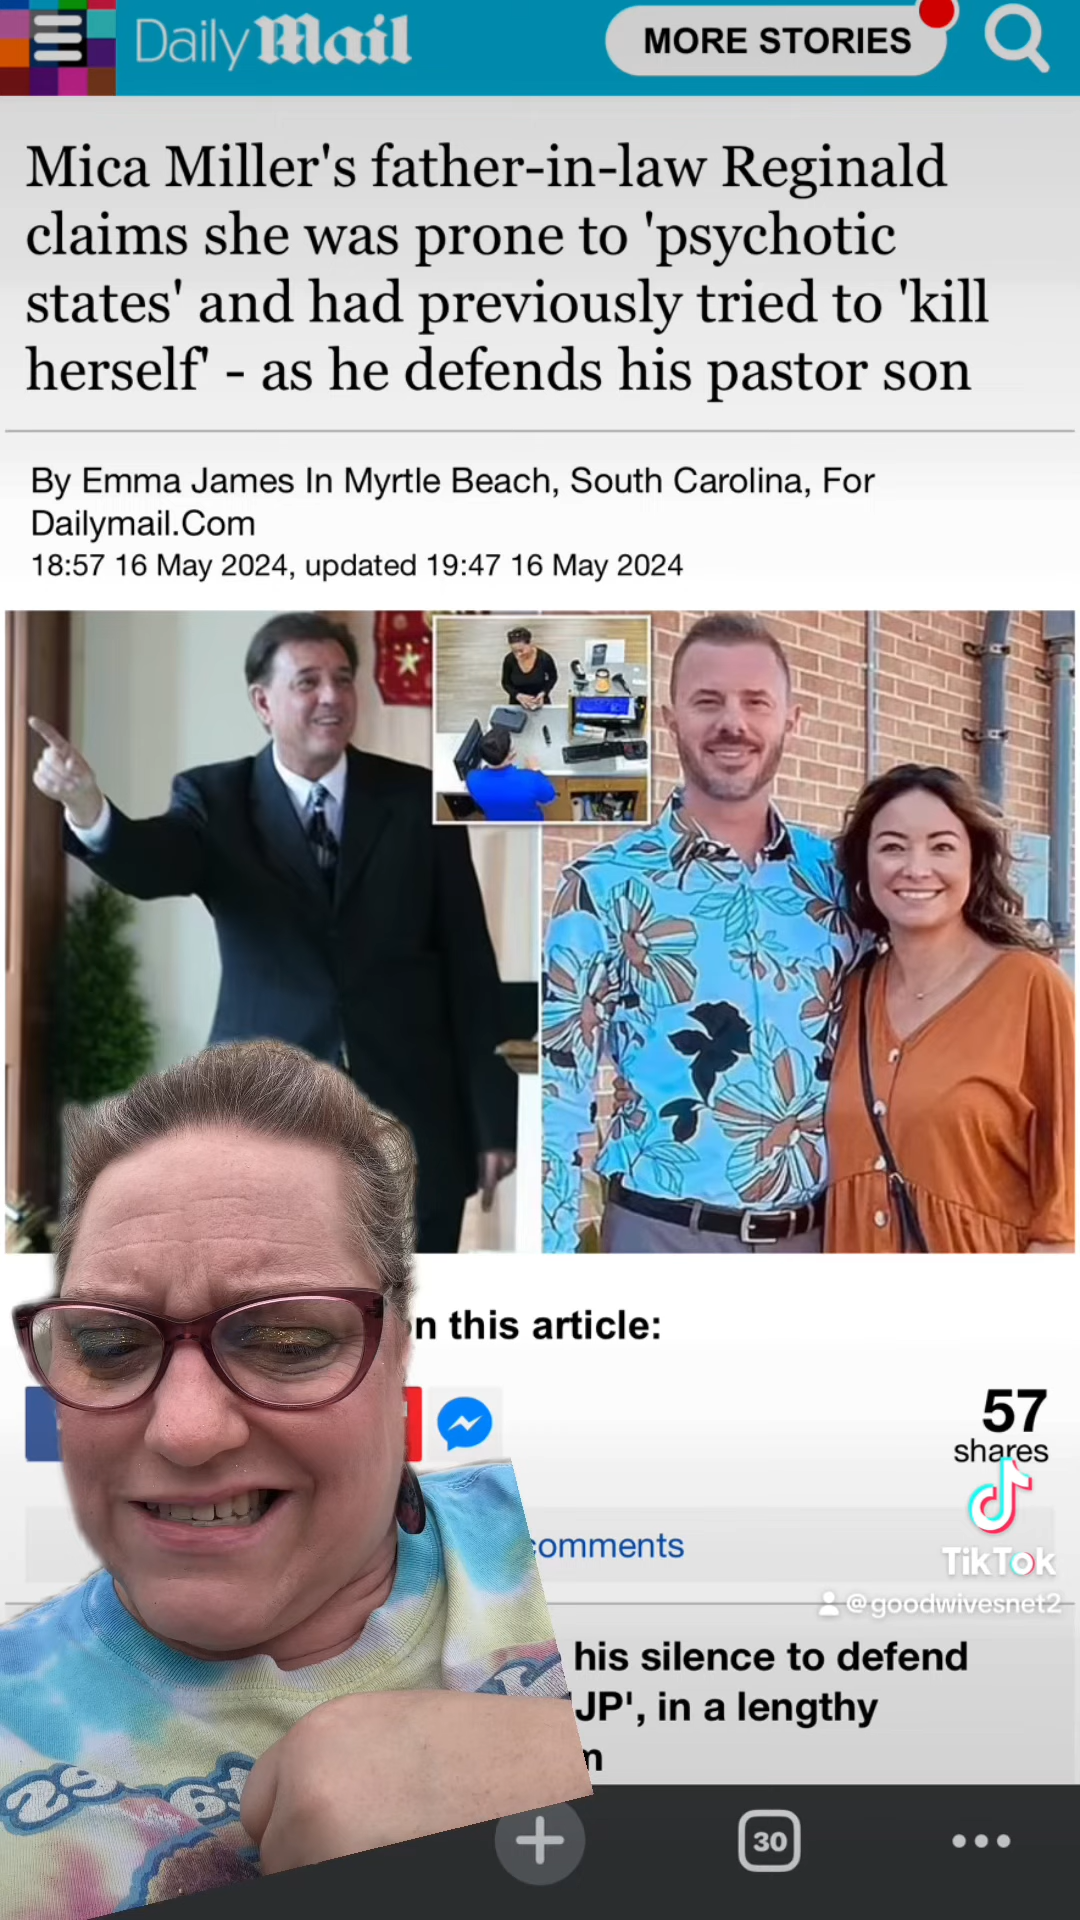 Daily Mail
MORE STORIES
Mica Miller's father-in-law Reginald
claims she was prone to 'psychotic
states' and had previously tried to 'kill
herself' - as he defends his pastor son
By Emma James In Myrtle Beach, South Carolina, For
Dailymail.Com
18:57 16 May 2024, updated 19:47 16 May 2024
this article:
57
shares
comments
TikTok
@goodwivesnet2
his silence to defend
'JP', in a lengthy
30